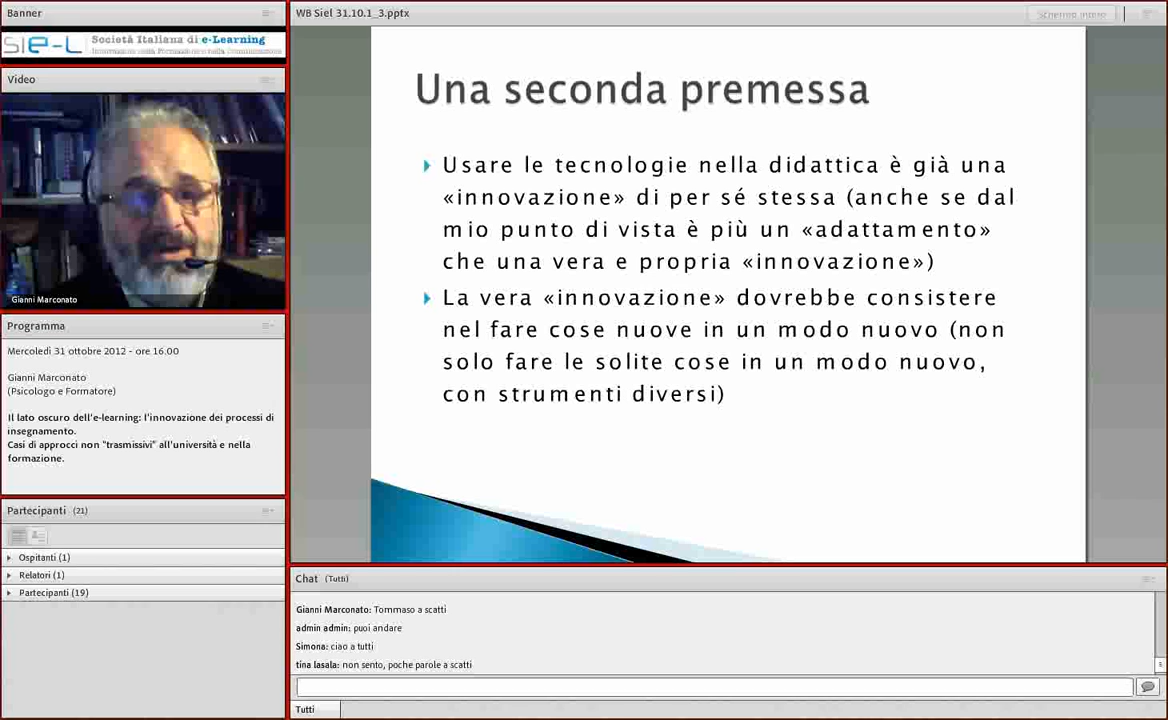 Banner
SIe-L Società Italiana di e-Learning
Video
Gianni Marconato
Programma
Mercoledì 31 ottobre 2012 - ore 16.00
Gianni Marconato
(Psicologo e Formatore)
Il lato oscuro dell'e-learning: l'innovazione dei processi di
insegnamento.
Casi di approcci non "trasmissivi" all'università e nella
formazione.
Partecipanti (21)
Ospitanti (1)
Relatori (1)
Partecipanti (19)
WB Siel 31.10.1_3.pptx
Schermo intero
Una seconda premessa
Usare le tecnologie nella didattica è già una
«innovazione» di per sé stessa (anche se dal
mio punto di vista è più un «adattamento»
che una vera e propria «innovazione»)
La vera «innovazione» dovrebbe consistere
nel fare cose nuove in un modo nuovo (non
solo fare le solite cose in un modo nuovo,
con strumenti diversi)
Chat (Tutti)
Gianni Marconato: Tommaso a scatti
admin admin: puoi andare
Simona: ciao a tutti
tina lasala: non sento, poche parole a scatti
Tutti